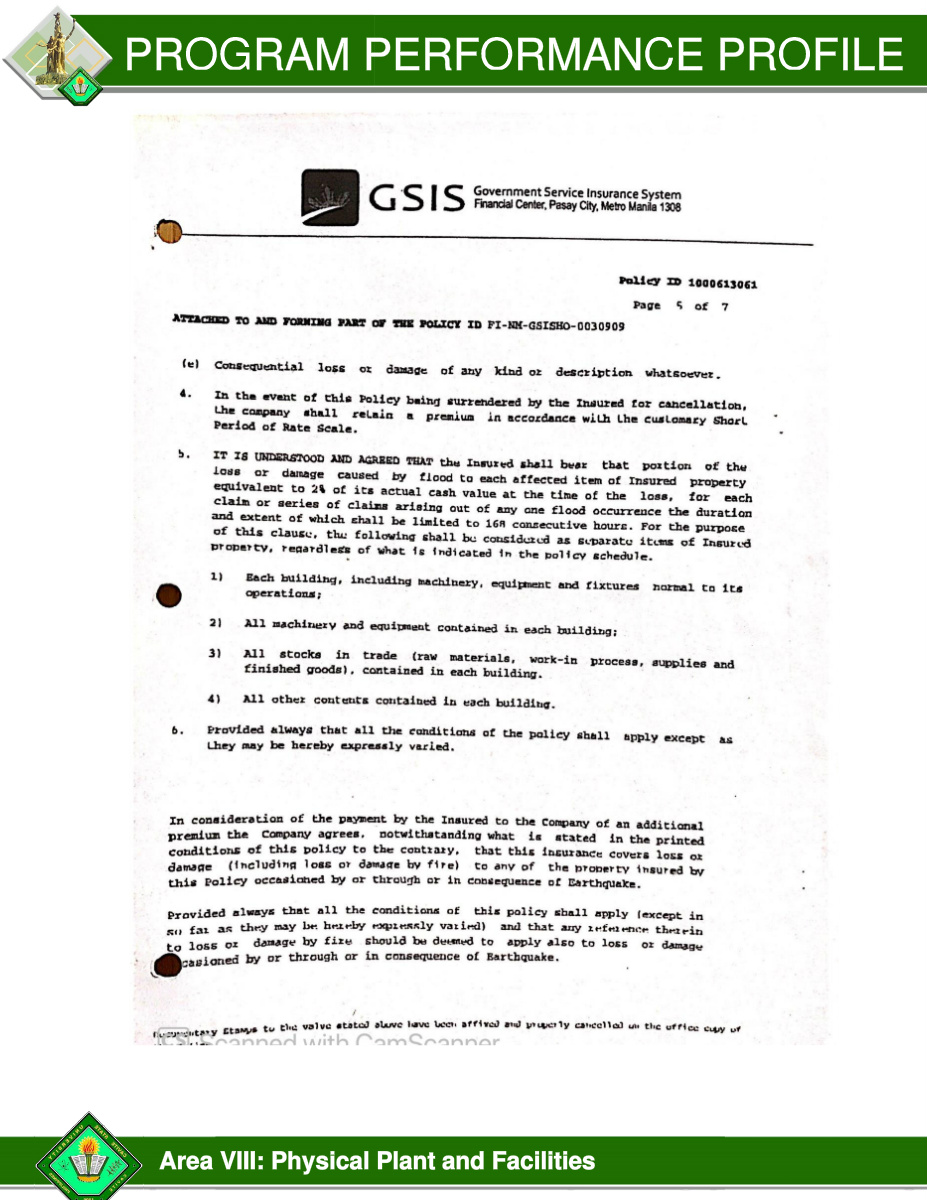 PROGRAM PERFORMANCE PROFILE
GSIS Government Service Insurance System
Financial Center, Pasay City, Metro Manila 1308
Policy ID 1000613061
Page 5 of 7
ATTACHED TO AND FORMING PART OF THE POLICY ID FI-NM-GSISHO-0030909
(e) Consequential loss or damage of any kind or description whatsoever.
4. In the event of this Policy being surrendered by the Insured for cancellation,
the company shall retain a premium in accordance with the customary Short
Period of Rate Scale.
5. IT IS UNDERSTOOD AND AGREED THAT the Insured shall bear that portion of the
loss or damage caused by flood to each affected item of Insured property
equivalent to 2% of its actual cash value at the time of the loss, for each
claim or series of claims arising out of any one flood occurrence the duration
and extent of which shall be limited to 168 consecutive hours. For the purpose
of this clause, the following shall be considered as separate items of Insured
property, regardless of what is indicated in the policy schedule.
1) Each building, including machinery, equipment and fixtures normal to its
operations;
2) All machinery and equipment contained in each building;
3) All stocks in trade (raw materials, work-in process, supplies and
finished goods), contained in each building.
4) All other contents contained in each building.
6. Provided always that all the conditions of the policy shall apply except as
they may be hereby expressly varied.
In consideration of the payment by the Insured to the Company of an additional
premium the Company agrees, notwithstanding what is stated in the printed
conditions of this policy to the contrary, that this insurance covers loss or
damage (including loss or damage by fire) to any of the property insured by
this Policy occasioned by or through or in consequence of Earthquake.
Provided always that all the conditions of this policy shall apply (except in
so far as they may be hereby expressly varied) and that any reference therein
to loss or damage by fire should be deemed to apply also to loss or damage
casioned by or through or in consequence of Earthquake.
Documentary Stamps to the valve stated above have been affixed and properly cancelled on the office copy of
CS Scanned with CamScanner
Area VIII: Physical Plant and Facilities